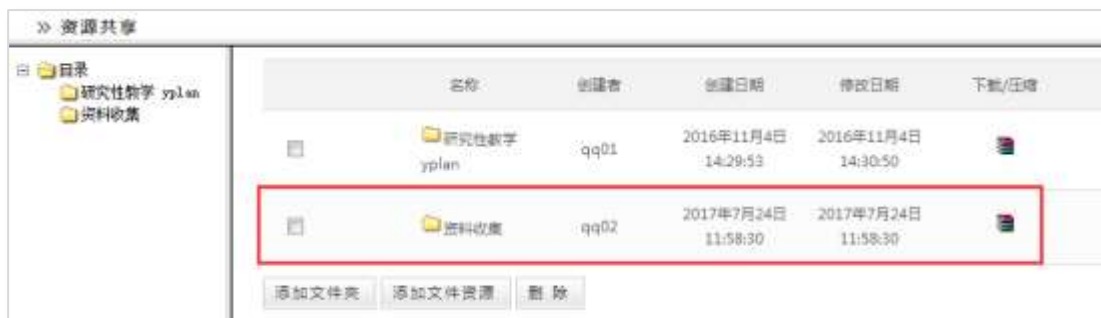 » 资源共享
目录
研究性教学 yplan
资料收集
名称 创建者 创建日期 修改日期 下载/压缩
研究性教学 qq01 2016年11月4日 2016年11月4日
yplan 14:29:53 14:30:50
资料收集 qq02 2017年7月24日 2017年7月24日
11:58:30 11:58:30
添加文件夹 添加文件资源 删 除